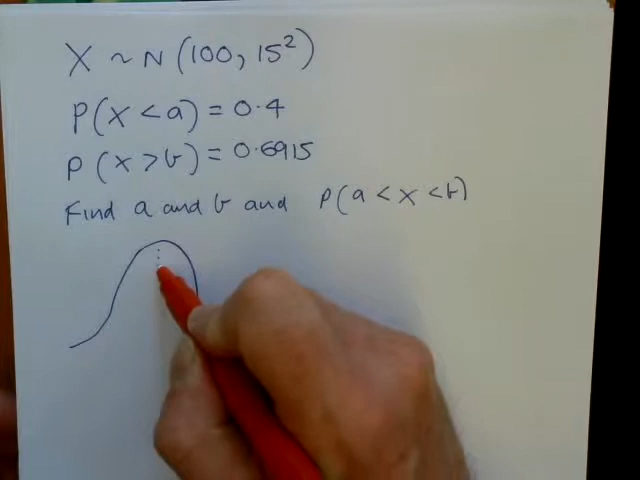 X ~ N (100, 15²)
P(X < a) = 0.4
P (X > b) = 0.6915
Find a and b and P(a < X < b)